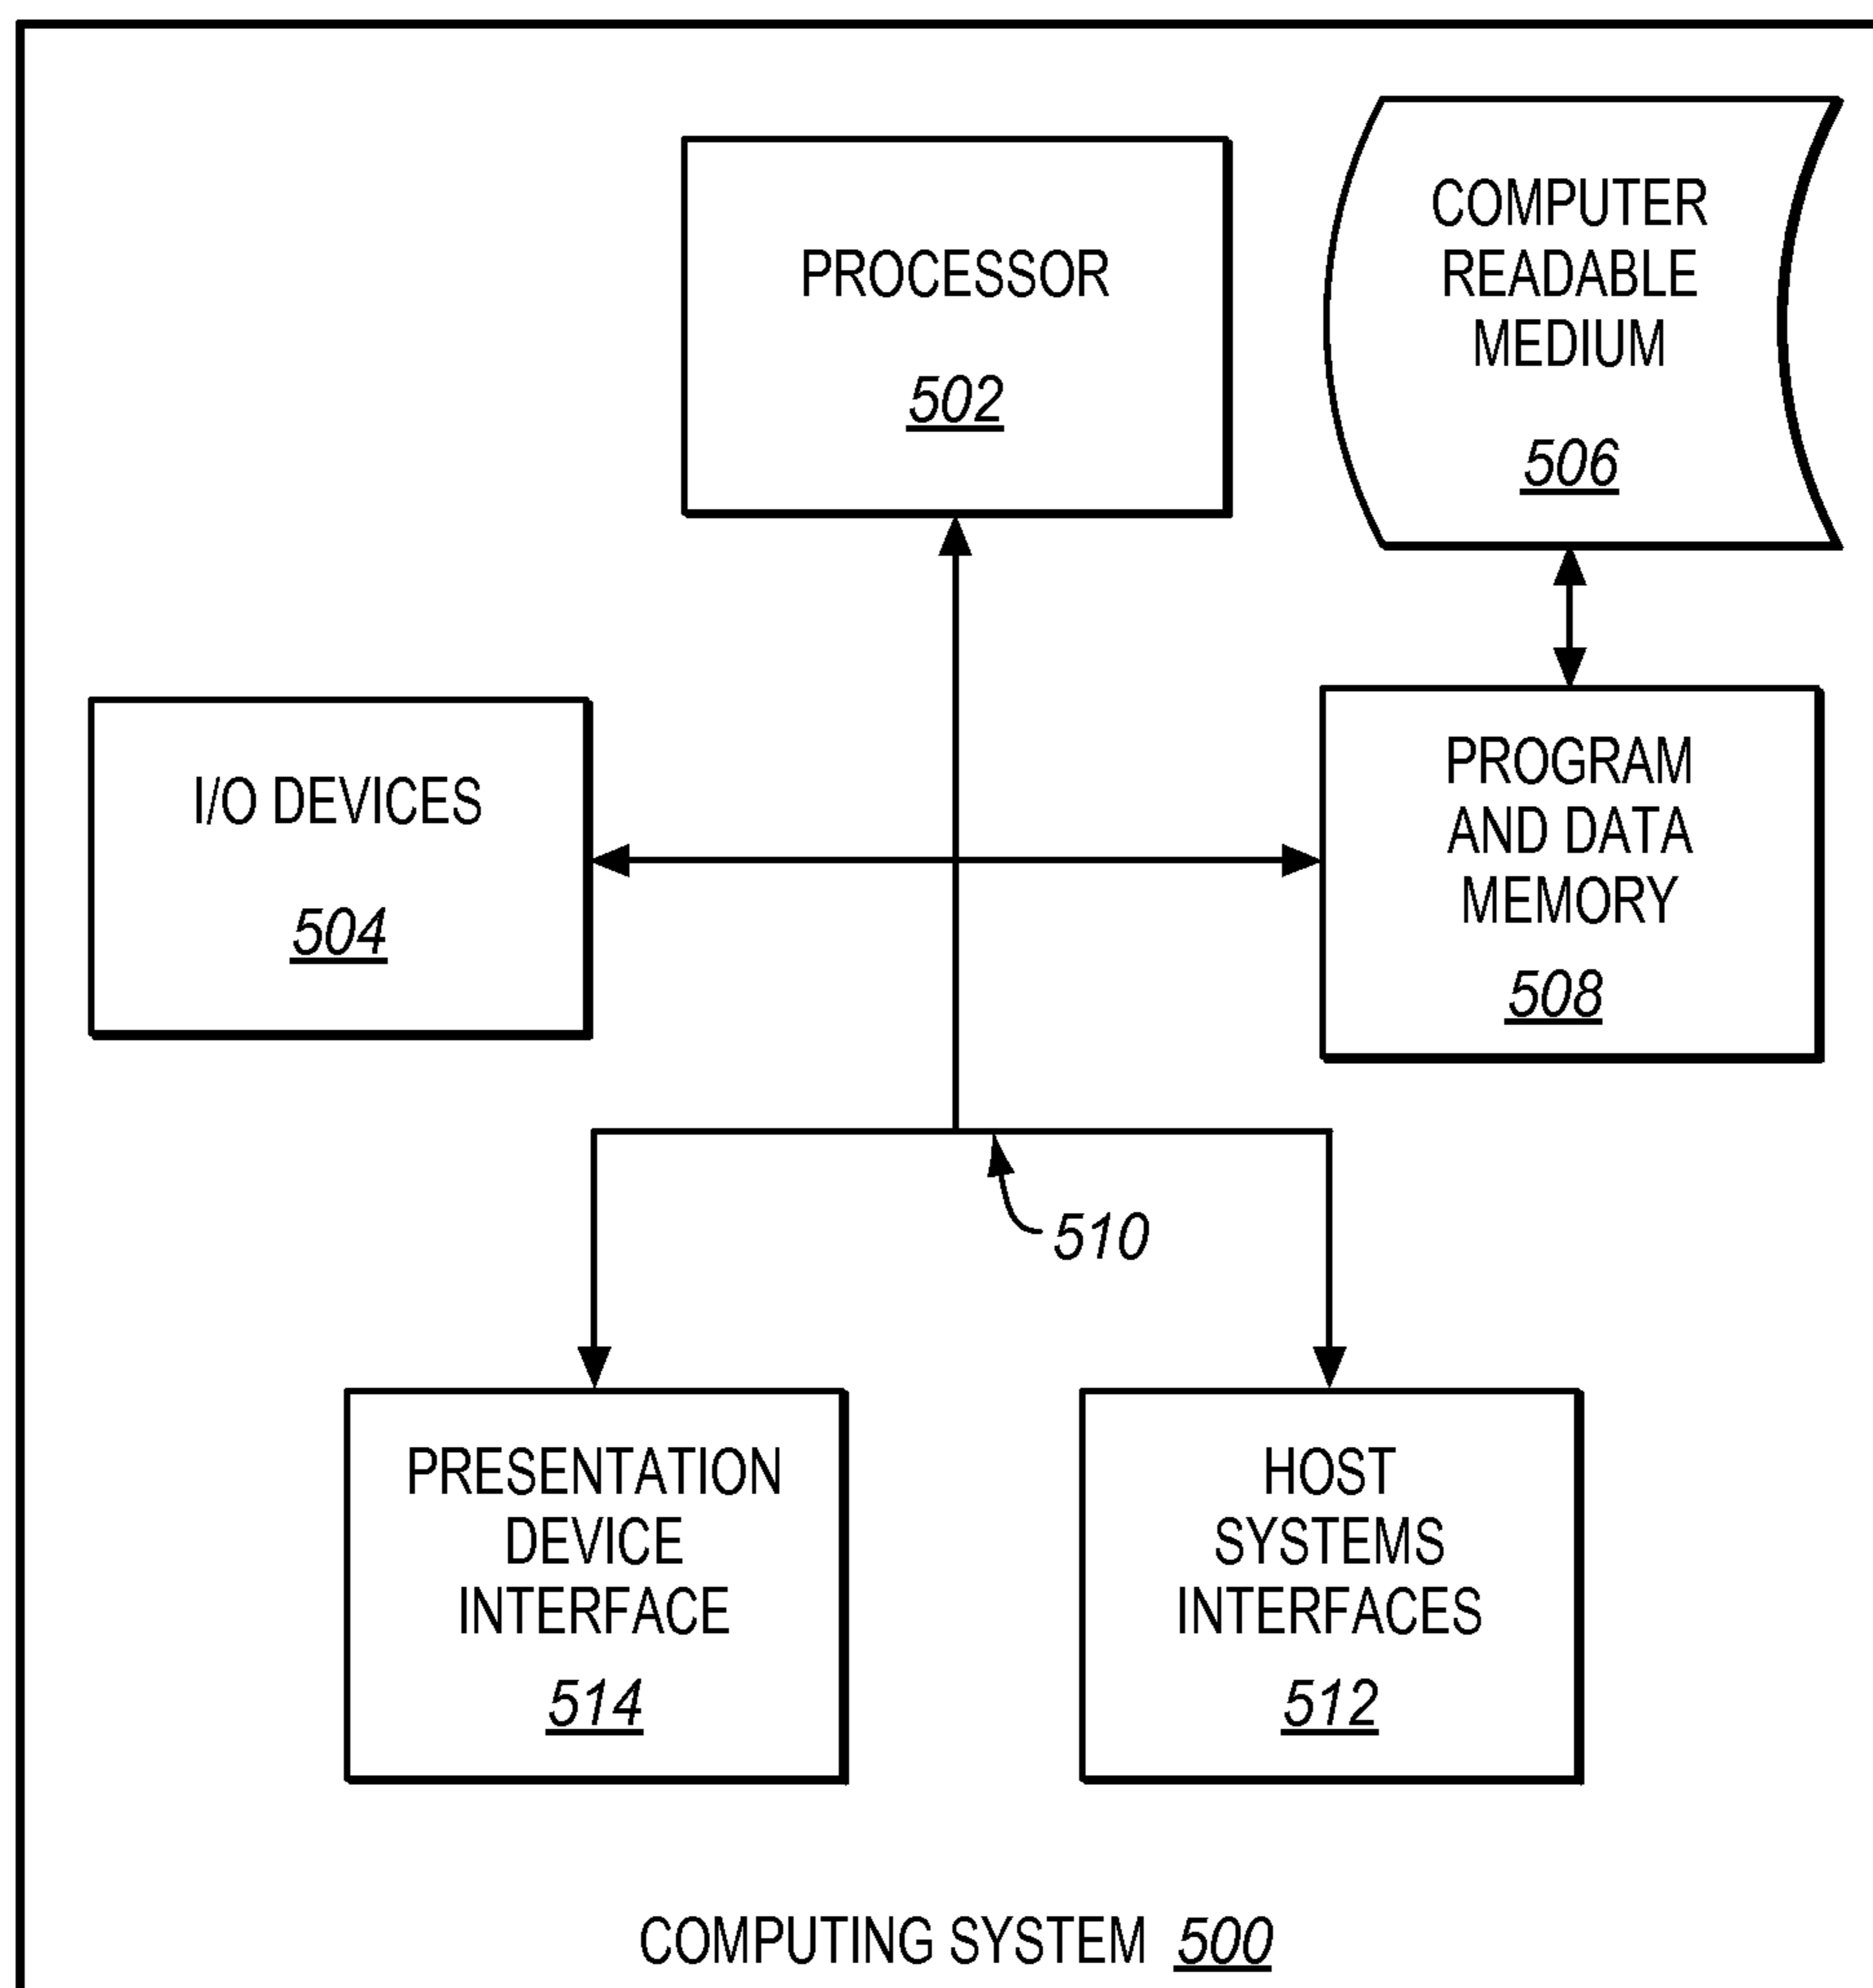 PROCESSOR
502
COMPUTER
READABLE
MEDIUM
506
I/O DEVICES
504
PROGRAM
AND DATA
MEMORY
508
510
PRESENTATION
DEVICE
INTERFACE
514
HOST
SYSTEMS
INTERFACES
512
COMPUTING SYSTEM 500